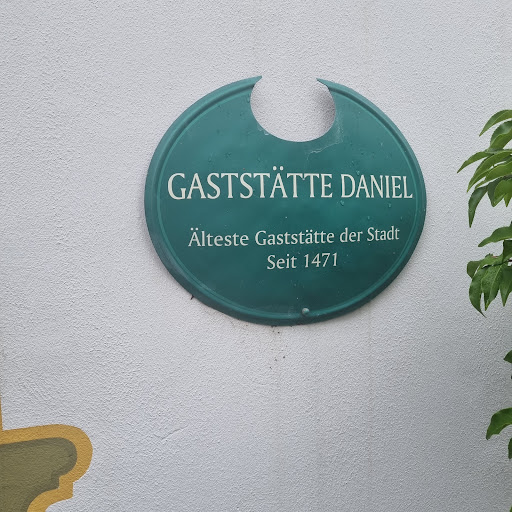 GASTSTÄTTE DANIEL
Älteste Gaststätte der Stadt
Seit 1471